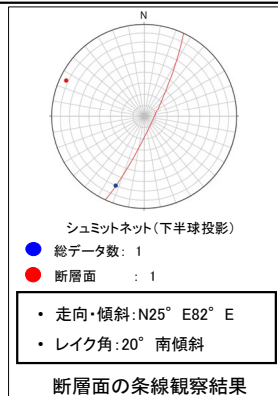 N
シュミットネット(下半球投影)
総データ数: 1
断層面 : 1
• 走向・傾斜:N25° E82° E
• レイク角:20° 南傾斜
断層面の条線観察結果